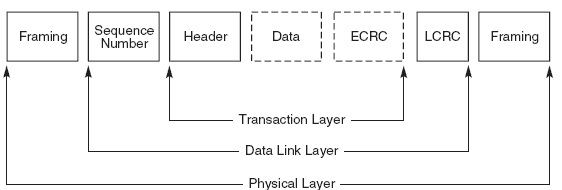 Framing
Sequence
Number
Header
Data
ECRC
LCRC
Framing
Transaction Layer
Data Link Layer
Physical Layer